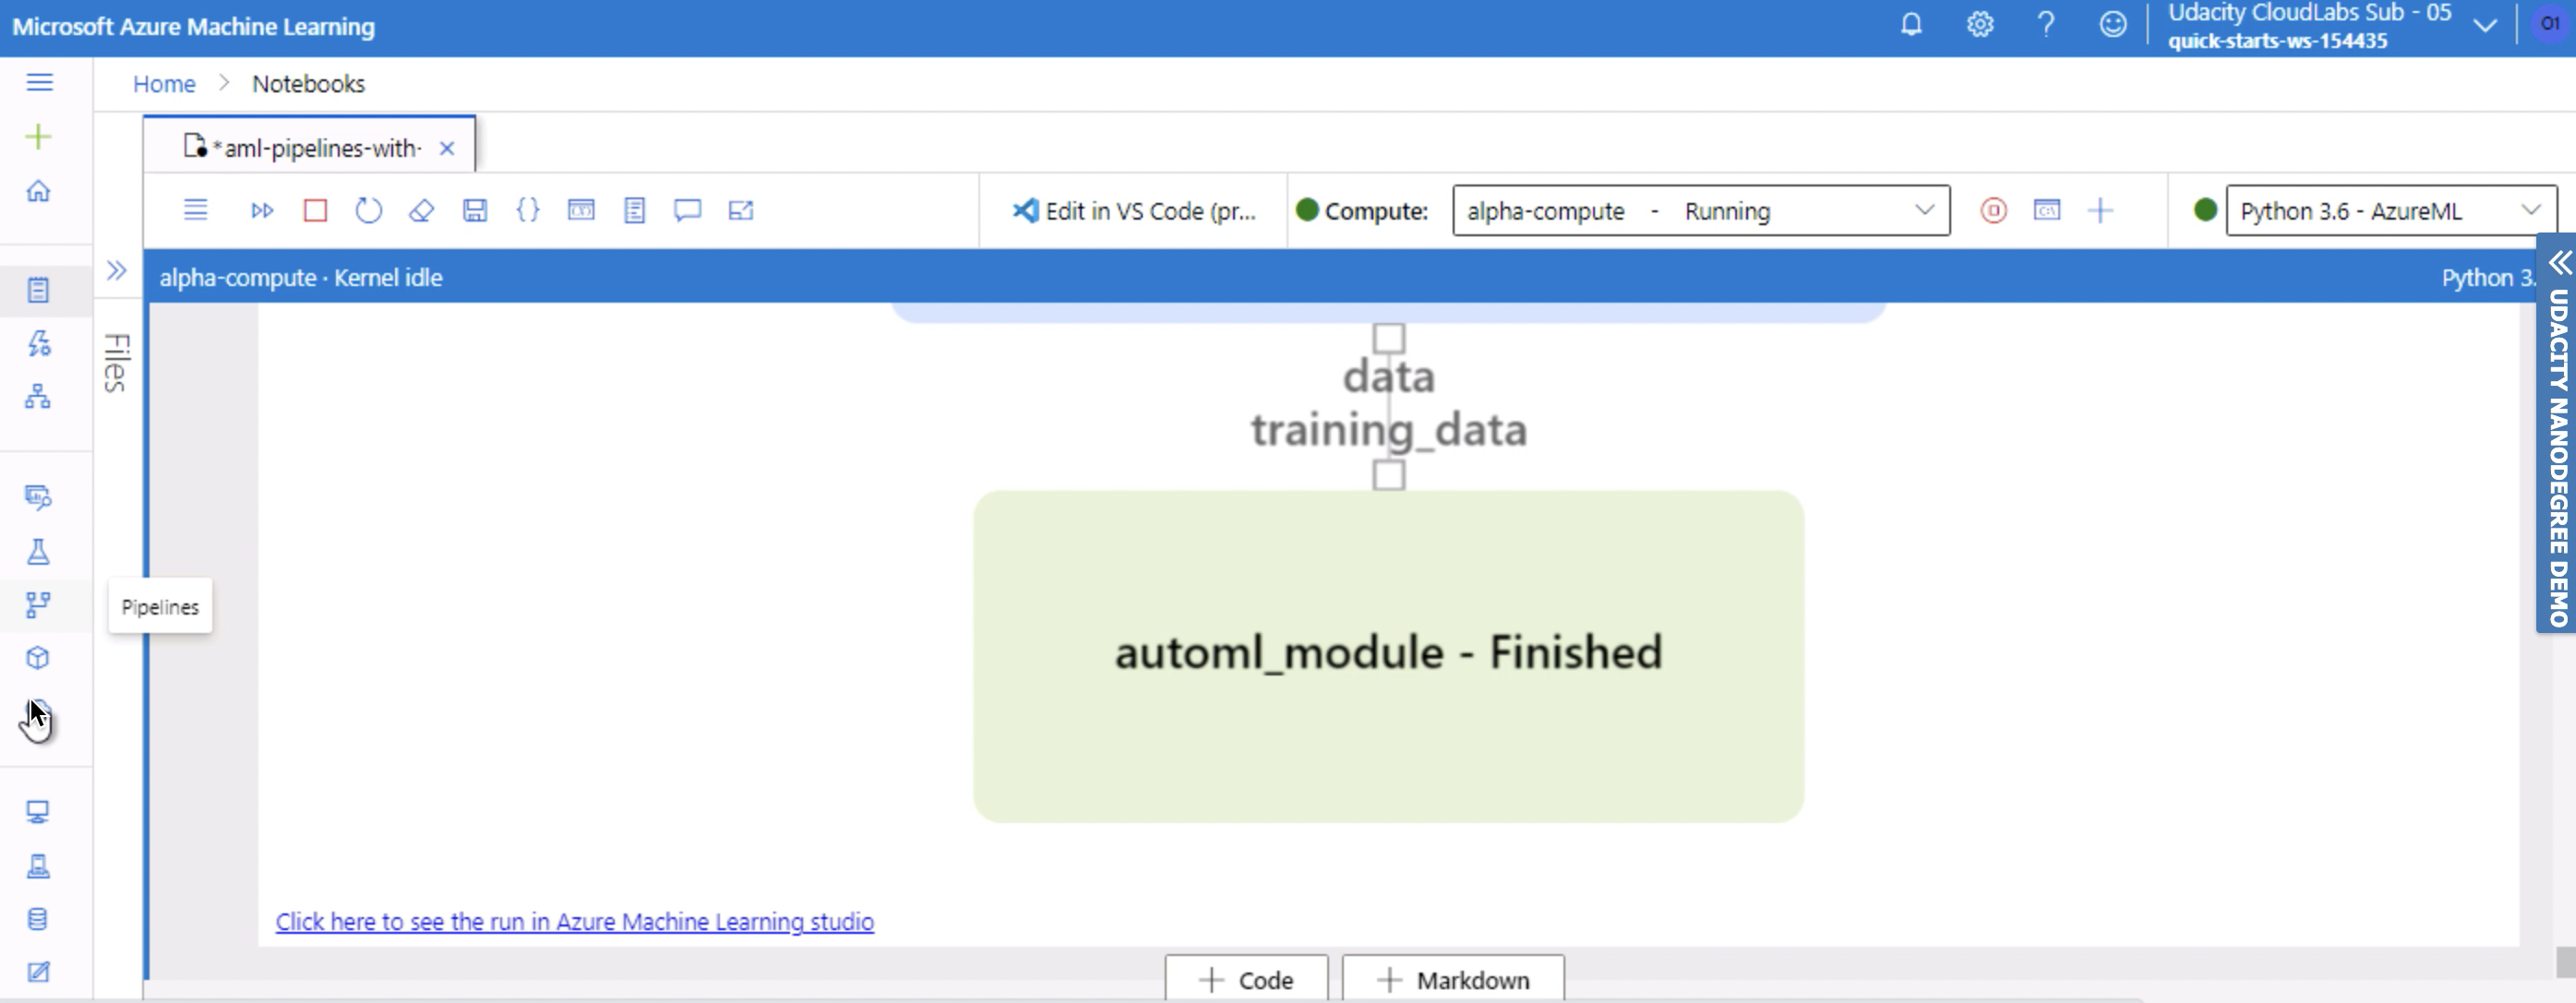 Microsoft Azure Machine Learning
Udacity CloudLabs Sub - 05
quick-starts-ws-154435
01
Home > Notebooks
*aml-pipelines-with-
Edit in VS Code (pr...
Compute:
alpha-compute - Running
Python 3.6 - AzureML
alpha-compute · Kernel idle
Python 3.
Files
UDACITY NANODEGREE DEMO
data
training_data
Pipelines
automl_module - Finished
Click here to see the run in Azure Machine Learning studio
+ Code
+ Markdown